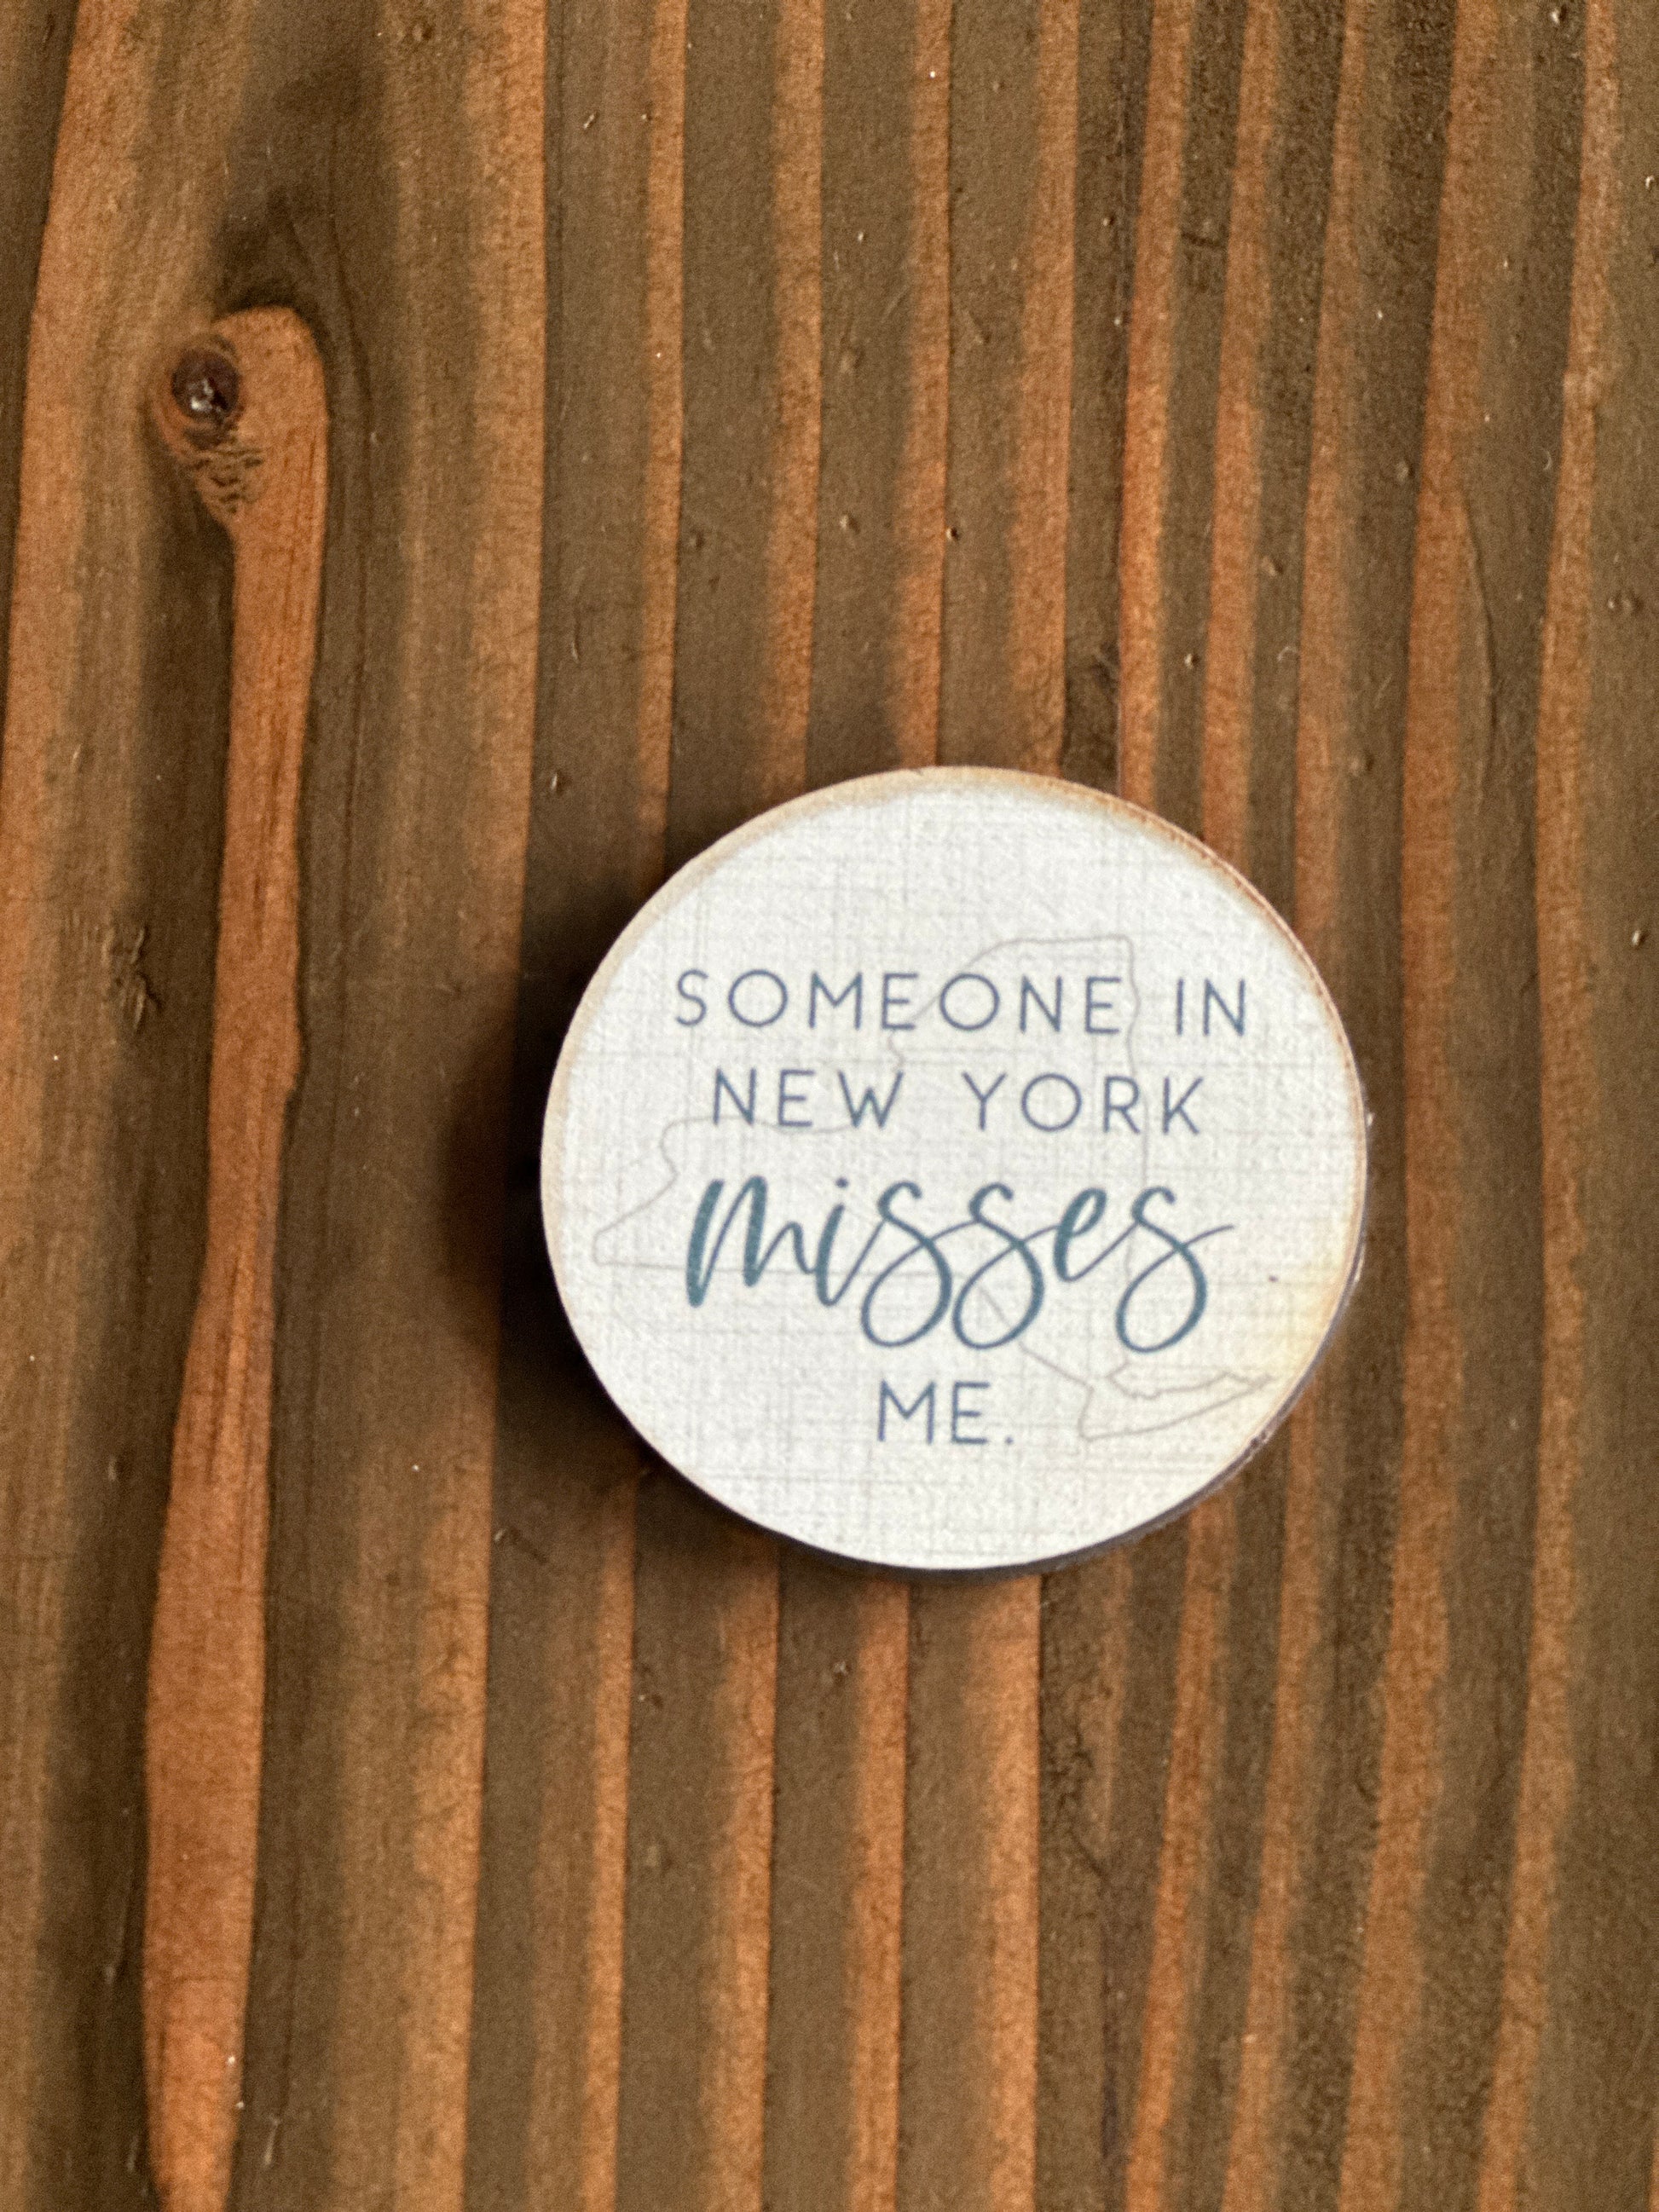 SOMEONE IN
NEW YORK
misses
ME.